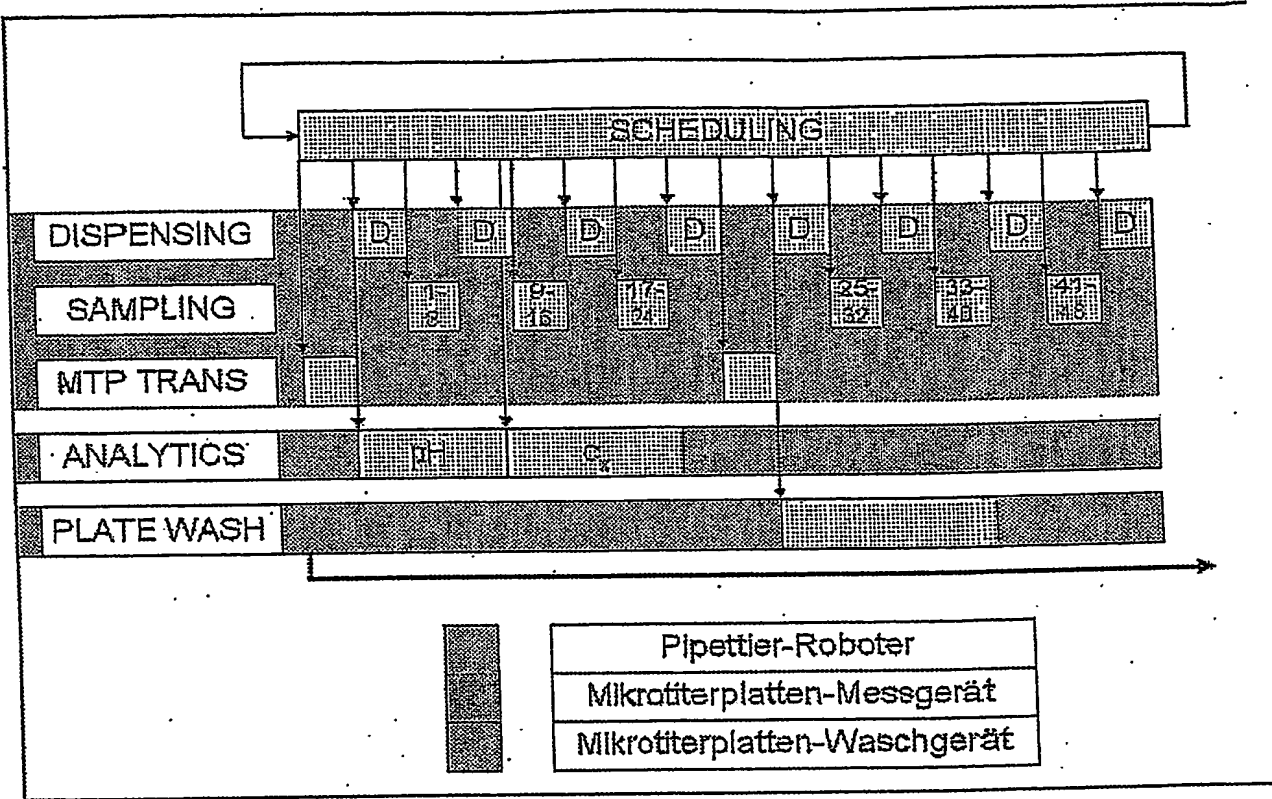 SCHEDULING
DISPENSING D D D D D D D D
SAMPLING 1- 9- 17- 25- 33- 41-
8 16 24 32 40 48
MTP TRANS
ANALYTICS pH Cx
PLATE WASH
Pipettier-Roboter
Mikrotiterplatten-Messgerät
Mikrotiterplatten-Waschgerät